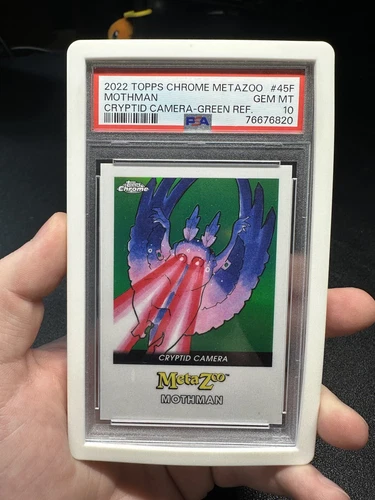 2022 TOPPS CHROME METAZOO #45F
MOTHMAN GEM MT
CRYPTID CAMERA-GREEN REF. 10
PSA 76676820
Topps
Chrome
CRYPTID CAMERA
MetaZoo™
MOTHMAN